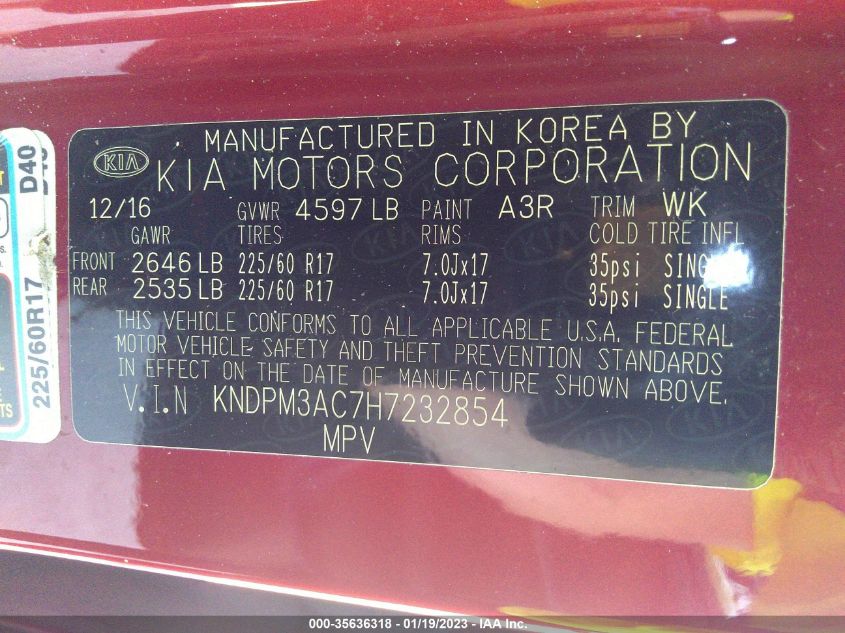 MANUFACTURED IN KOREA BY
KIA KIA MOTORS CORPORATION
12/16 GVWR 4597 LB PAINT A3R TRIM WK
GAWR TIRES RIMS COLD TIRE INFL
FRONT 2646 LB 225/60 R17 7.0Jx17 35psi SINGLE
REAR 2535 LB 225/60 R17 7.0Jx17 35psi SINGLE
THIS VEHICLE CONFORMS TO ALL APPLICABLE U.S.A. FEDERAL
MOTOR VEHICLE SAFETY AND THEFT PREVENTION STANDARDS
IN EFFECT ON THE DATE OF MANUFACTURE SHOWN ABOVE.
V.I.N KNDPM3AC7H7232854
MPV
D40
225/60R17
000-35636318 - 01/19/2023 - IAA Inc.